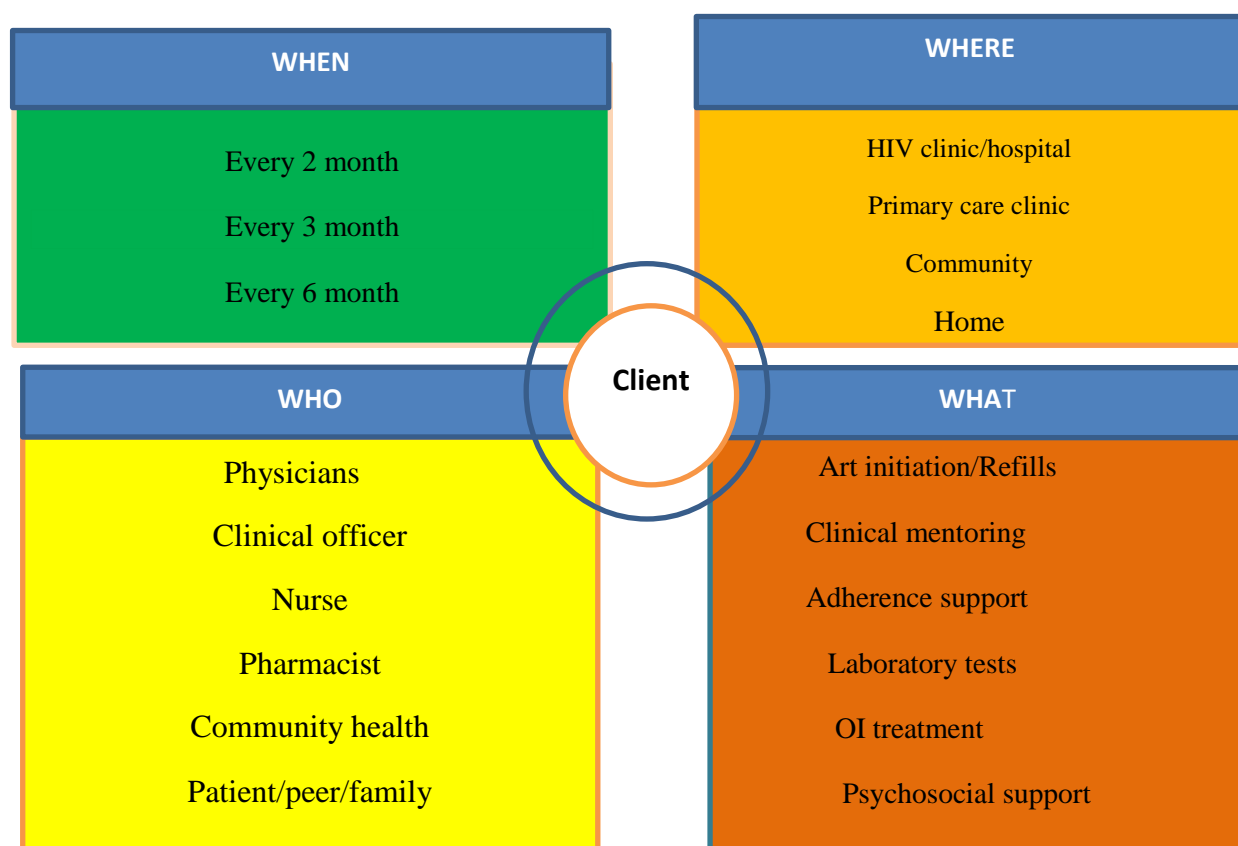 WHEN
Every 2 month
Every 3 month
Every 6 month
WHERE
HIV clinic/hospital
Primary care clinic
Community
Home
Client
WHO
Physicians
Clinical officer
Nurse
Pharmacist
Community health
Patient/peer/family
WHAT
Art initiation/Refills
Clinical mentoring
Adherence support
Laboratory tests
OI treatment
Psychosocial support